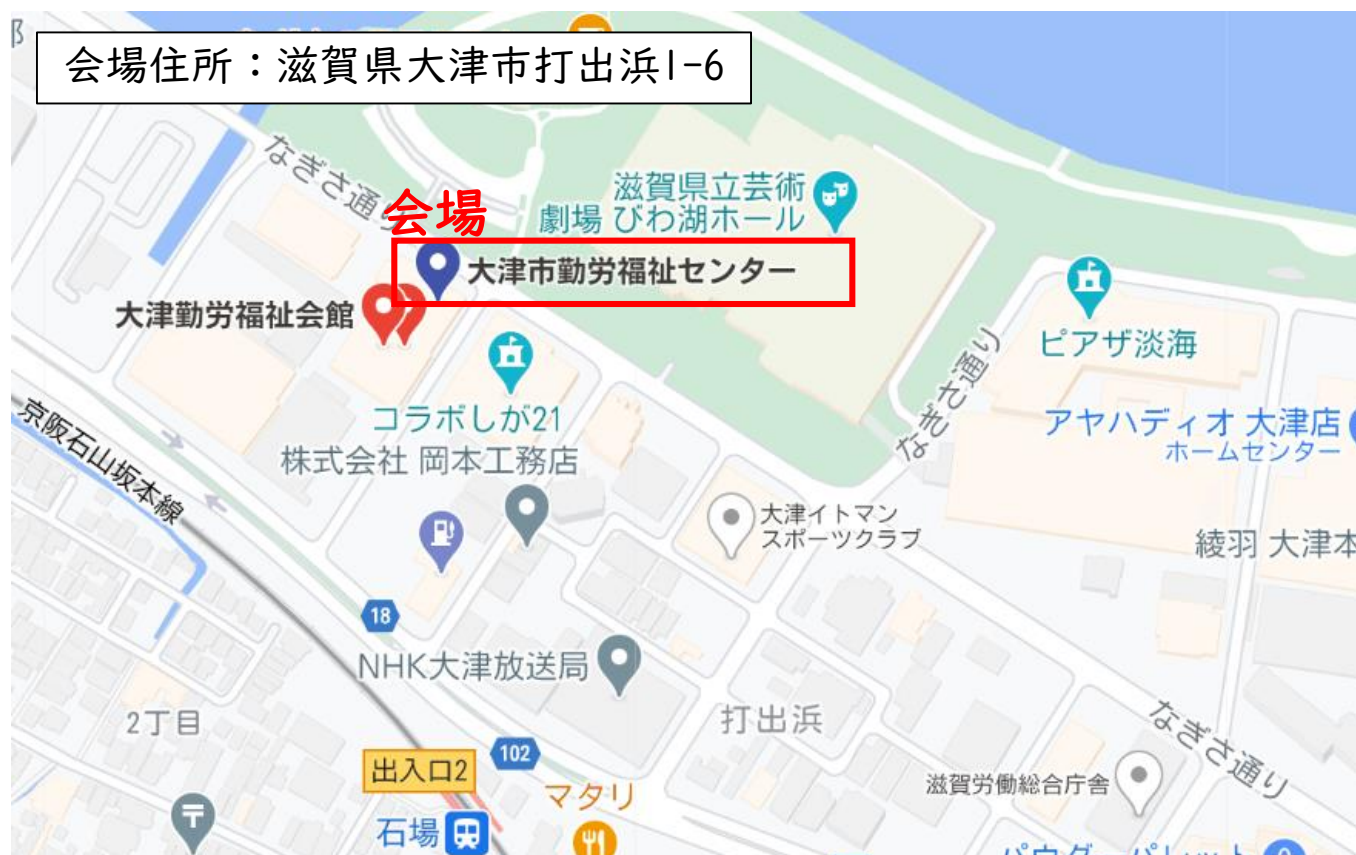 会場住所：滋賀県大津市打出浜1-6
なぎさ通り
会場
滋賀県立芸術
劇場 びわ湖ホール
大津市勤労福祉センター
大津勤労福祉会館
ピアザ淡海
なぎさ通り
コラボしが21
アヤハディオ 大津店
ホームセンター
京阪石山坂本線
株式会社 岡本工務店
大津イトマン
スポーツクラブ
綾羽 大津本
18
NHK大津放送局
2丁目
打出浜
なぎさ通り
102
出入口2
滋賀労働総合庁舎
マタリ
石場